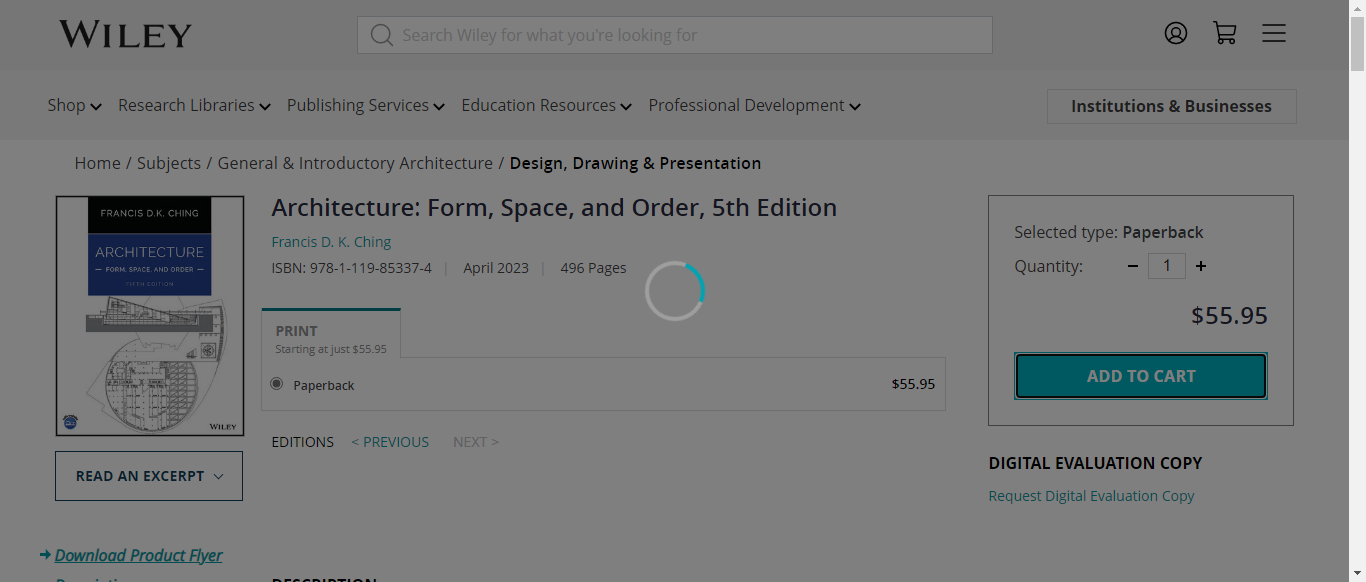 WILEY
Search Wiley for what you're looking for
Shop Research Libraries Publishing Services Education Resources Professional Development
Institutions & Businesses
Home / Subjects / General & Introductory Architecture / Design, Drawing & Presentation
FRANCIS D.K. CHING
ARCHITECTURE
FORM, SPACE, AND ORDER
FIFTH EDITION
WILEY
READ AN EXCERPT
Architecture: Form, Space, and Order, 5th Edition
Francis D. K. Ching
ISBN: 978-1-119-85337-4 | April 2023 | 496 Pages
PRINT
Starting at just $55.95
Paperback $55.95
EDITIONS < PREVIOUS NEXT >
Selected type: Paperback
Quantity: − 1 +
$55.95
ADD TO CART
DIGITAL EVALUATION COPY
Request Digital Evaluation Copy
Download Product Flyer
DESCRIPTION